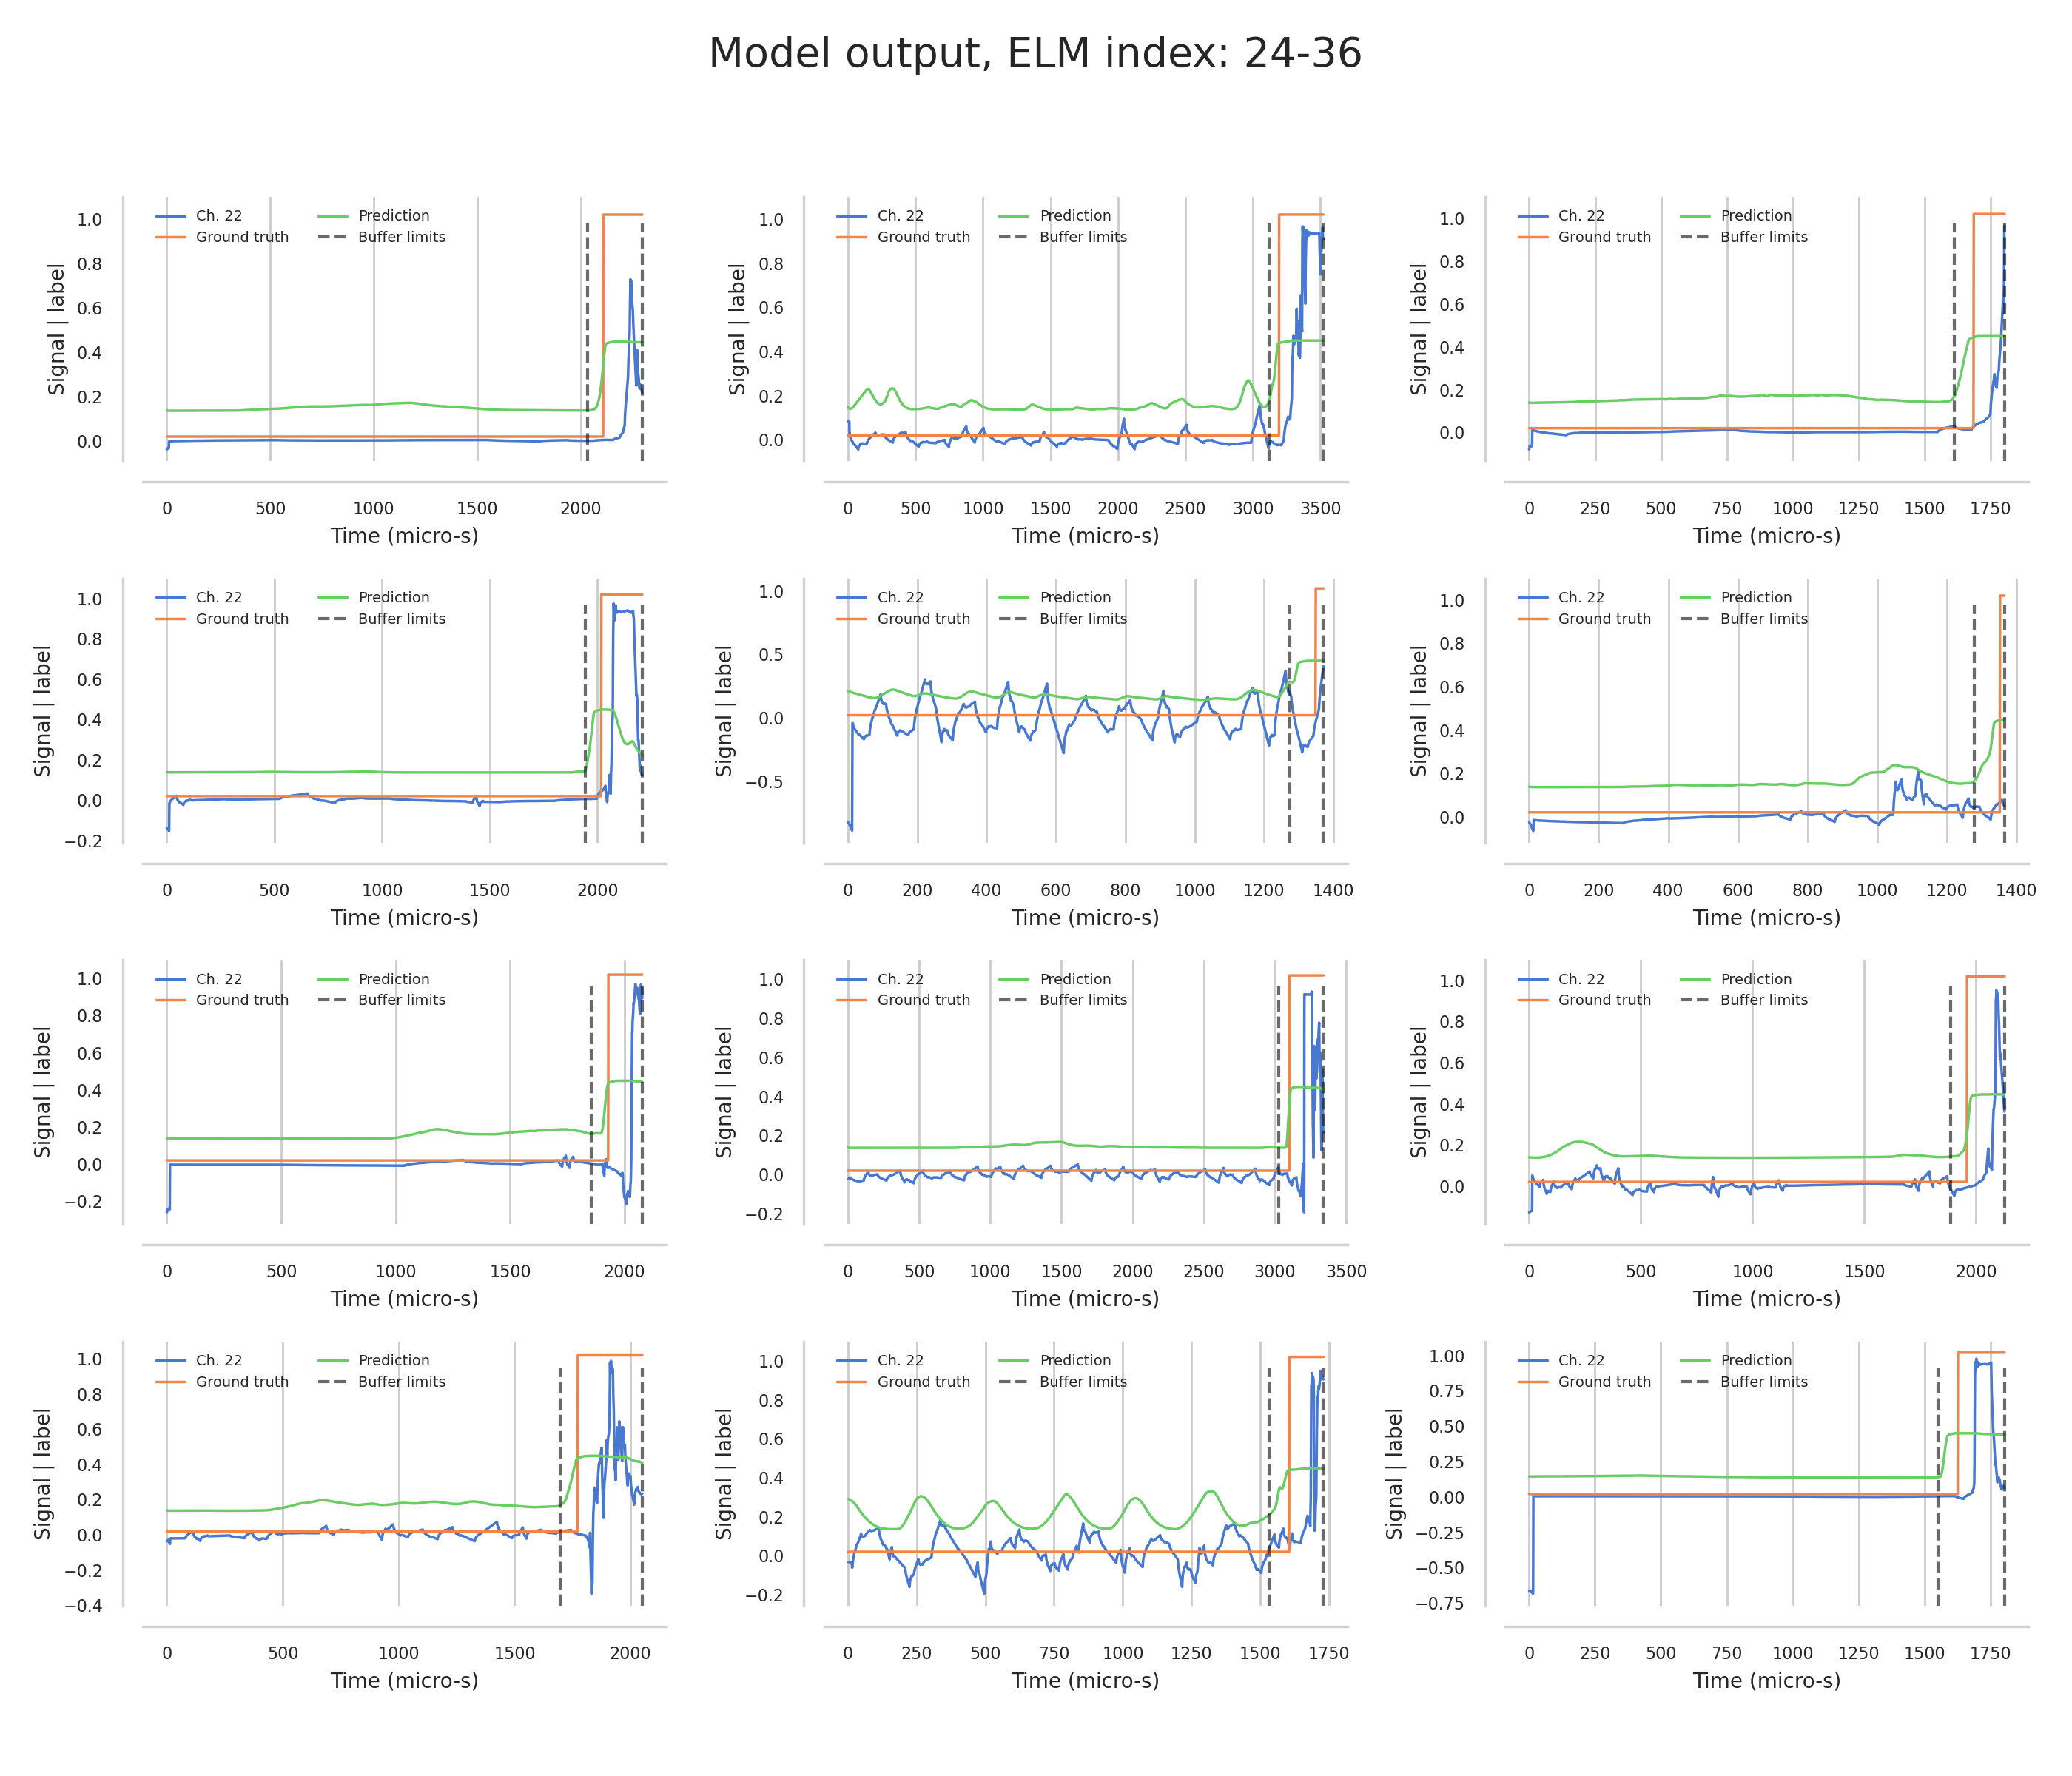 Model output, ELM index: 24-36
Signal | label
1.0
0.8
0.6
0.4
0.2
0.0
Ch. 22
Ground truth
Prediction
Buffer limits
0 500 1000 1500 2000
Time (micro-s)
Signal | label
1.0
0.8
0.6
0.4
0.2
0.0
Ch. 22
Ground truth
Prediction
Buffer limits
0 500 1000 1500 2000 2500 3000 3500
Time (micro-s)
Signal | label
1.0
0.8
0.6
0.4
0.2
0.0
Ch. 22
Ground truth
Prediction
Buffer limits
0 250 500 750 1000 1250 1500 1750
Time (micro-s)
Signal | label
1.0
0.8
0.6
0.4
0.2
0.0
−0.2
Ch. 22
Ground truth
Prediction
Buffer limits
0 500 1000 1500 2000
Time (micro-s)
Signal | label
1.0
0.5
0.0
−0.5
Ch. 22
Ground truth
Prediction
Buffer limits
0 200 400 600 800 1000 1200 1400
Time (micro-s)
Signal | label
1.0
0.8
0.6
0.4
0.2
0.0
Ch. 22
Ground truth
Prediction
Buffer limits
0 200 400 600 800 1000 1200 1400
Time (micro-s)
Signal | label
1.0
0.8
0.6
0.4
0.2
0.0
−0.2
Ch. 22
Ground truth
Prediction
Buffer limits
0 500 1000 1500 2000
Time (micro-s)
Signal | label
1.0
0.8
0.6
0.4
0.2
0.0
−0.2
Ch. 22
Ground truth
Prediction
Buffer limits
0 500 1000 1500 2000 2500 3000 3500
Time (micro-s)
Signal | label
1.0
0.8
0.6
0.4
0.2
0.0
Ch. 22
Ground truth
Prediction
Buffer limits
0 500 1000 1500 2000
Time (micro-s)
Signal | label
1.0
0.8
0.6
0.4
0.2
0.0
−0.2
−0.4
Ch. 22
Ground truth
Prediction
Buffer limits
0 500 1000 1500 2000
Time (micro-s)
Signal | label
1.0
0.8
0.6
0.4
0.2
0.0
−0.2
Ch. 22
Ground truth
Prediction
Buffer limits
0 250 500 750 1000 1250 1500 1750
Time (micro-s)
Signal | label
1.00
0.75
0.50
0.25
0.00
−0.25
−0.50
−0.75
Ch. 22
Ground truth
Prediction
Buffer limits
0 250 500 750 1000 1250 1500 1750
Time (micro-s)